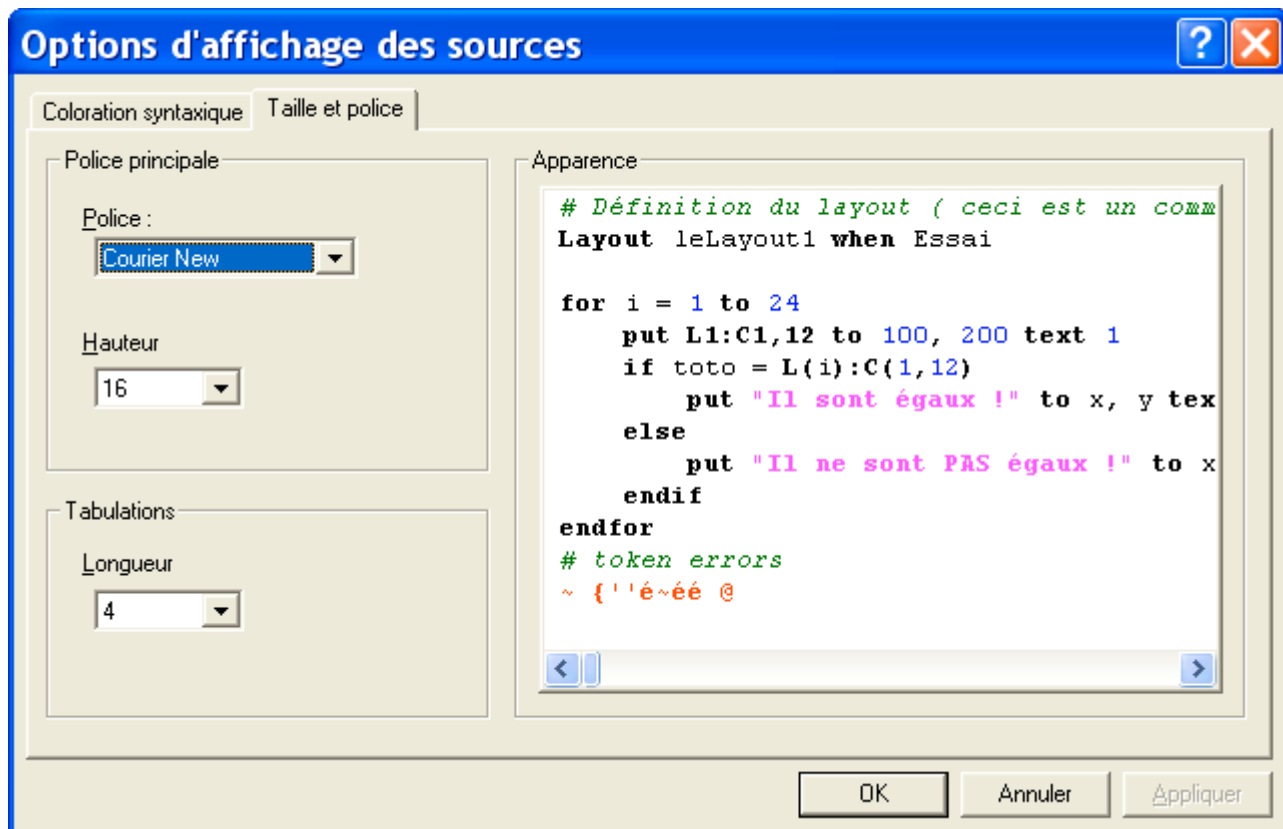 Options d'affichage des sources
Coloration syntaxique
Taille et police
Police principale
Police :
Courier New
Hauteur
16
Tabulations
Longueur
4
Apparence
# Définition du layout ( ceci est un comm
Layout leLayout1 when Essai
for i = 1 to 24
put L1:C1,12 to 100, 200 text 1
if toto = L(i):C(1,12)
put "Il sont égaux !" to x, y tex
else
put "Il ne sont PAS égaux !" to x
endif
endfor
# token errors
~ {''é~éé @
OK
Annuler
Appliquer